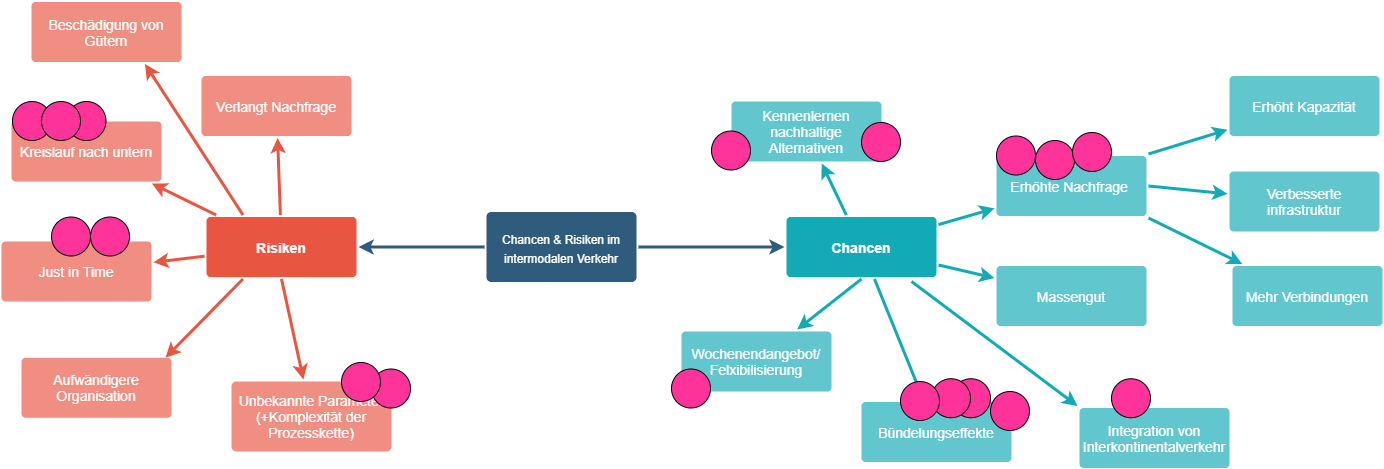 Beschädigung von
Gütern
Verlangt Nachfrage
Kreislauf nach untern
Risiken
Just in Time
Aufwändigere
Organisation
Unbekannte Parameter
(+Komplexität der
Prozesskette)
Chancen & Risiken im
intermodalen Verkehr
Chancen
Kennenlernen
nachhaltige
Alternativen
Erhöhte Nachfrage
Erhöht Kapazität
Verbesserte
infrastruktur
Mehr Verbindungen
Massengut
Wochenendangebot/
Felxibilisierung
Bündelungseffekte
Integration von
Interkontinentalverkehr